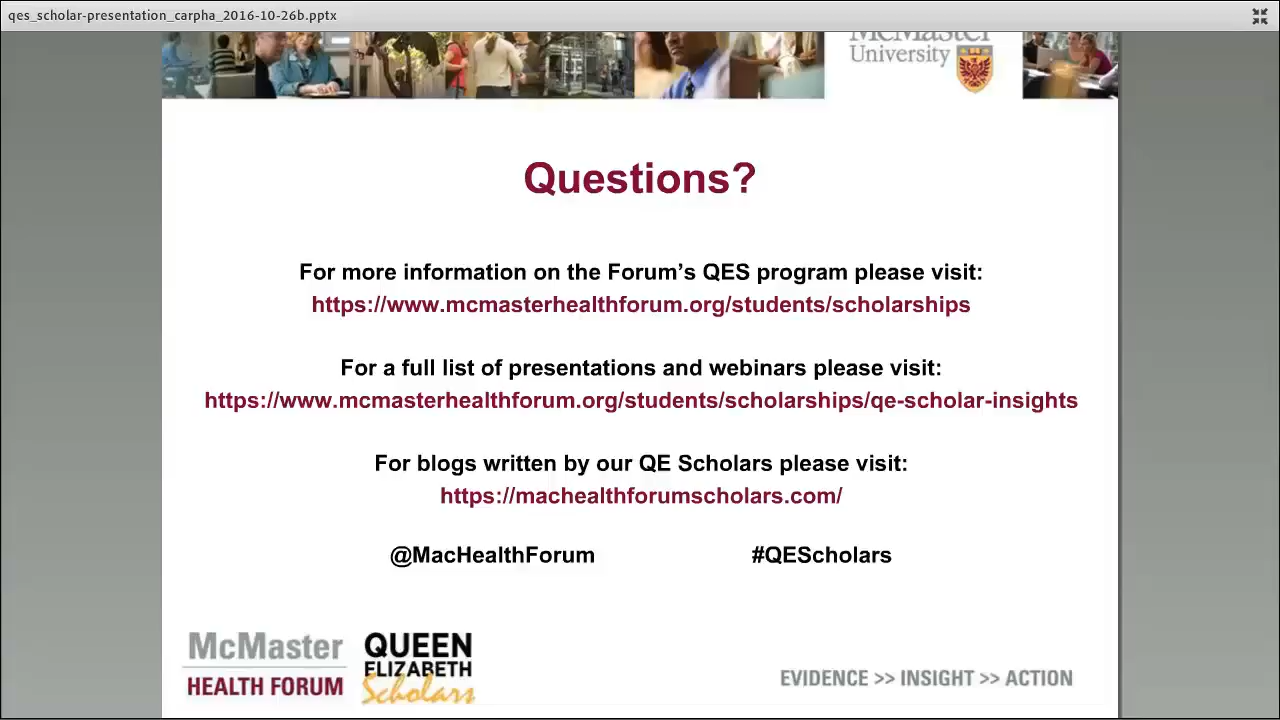 qes_scholar-presentation_carpha_2016-10-26b.pptx
McMaster
University
Questions?
For more information on the Forum’s QES program please visit:
https://www.mcmasterhealthforum.org/students/scholarships
For a full list of presentations and webinars please visit:
https://www.mcmasterhealthforum.org/students/scholarships/qe-scholar-insights
For blogs written by our QE Scholars please visit:
https://machealthforumscholars.com/
@MacHealthForum #QEScholars
McMaster
HEALTH FORUM
QUEEN
ELIZABETH
Scholars
EVIDENCE >> INSIGHT >> ACTION